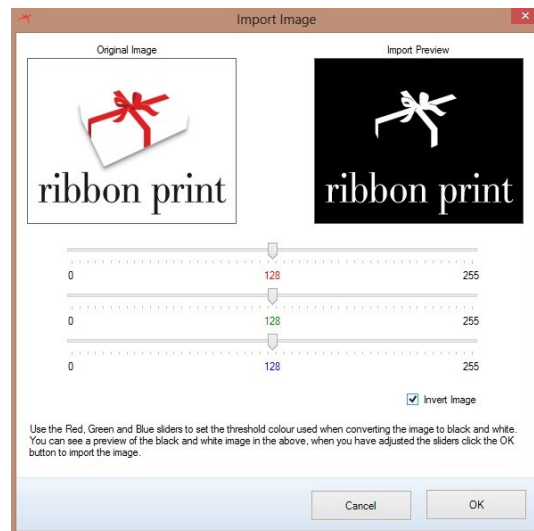 Import Image
Original Image
Import Preview
ribbon print
ribbon print
0 128 255
0 128 255
0 128 255
Invert Image
Use the Red, Green and Blue sliders to set the threshold colour used when converting the image to black and white.
You can see a preview of the black and white image in the above, when you have adjusted the sliders click the OK
button to import the image.
Cancel
OK